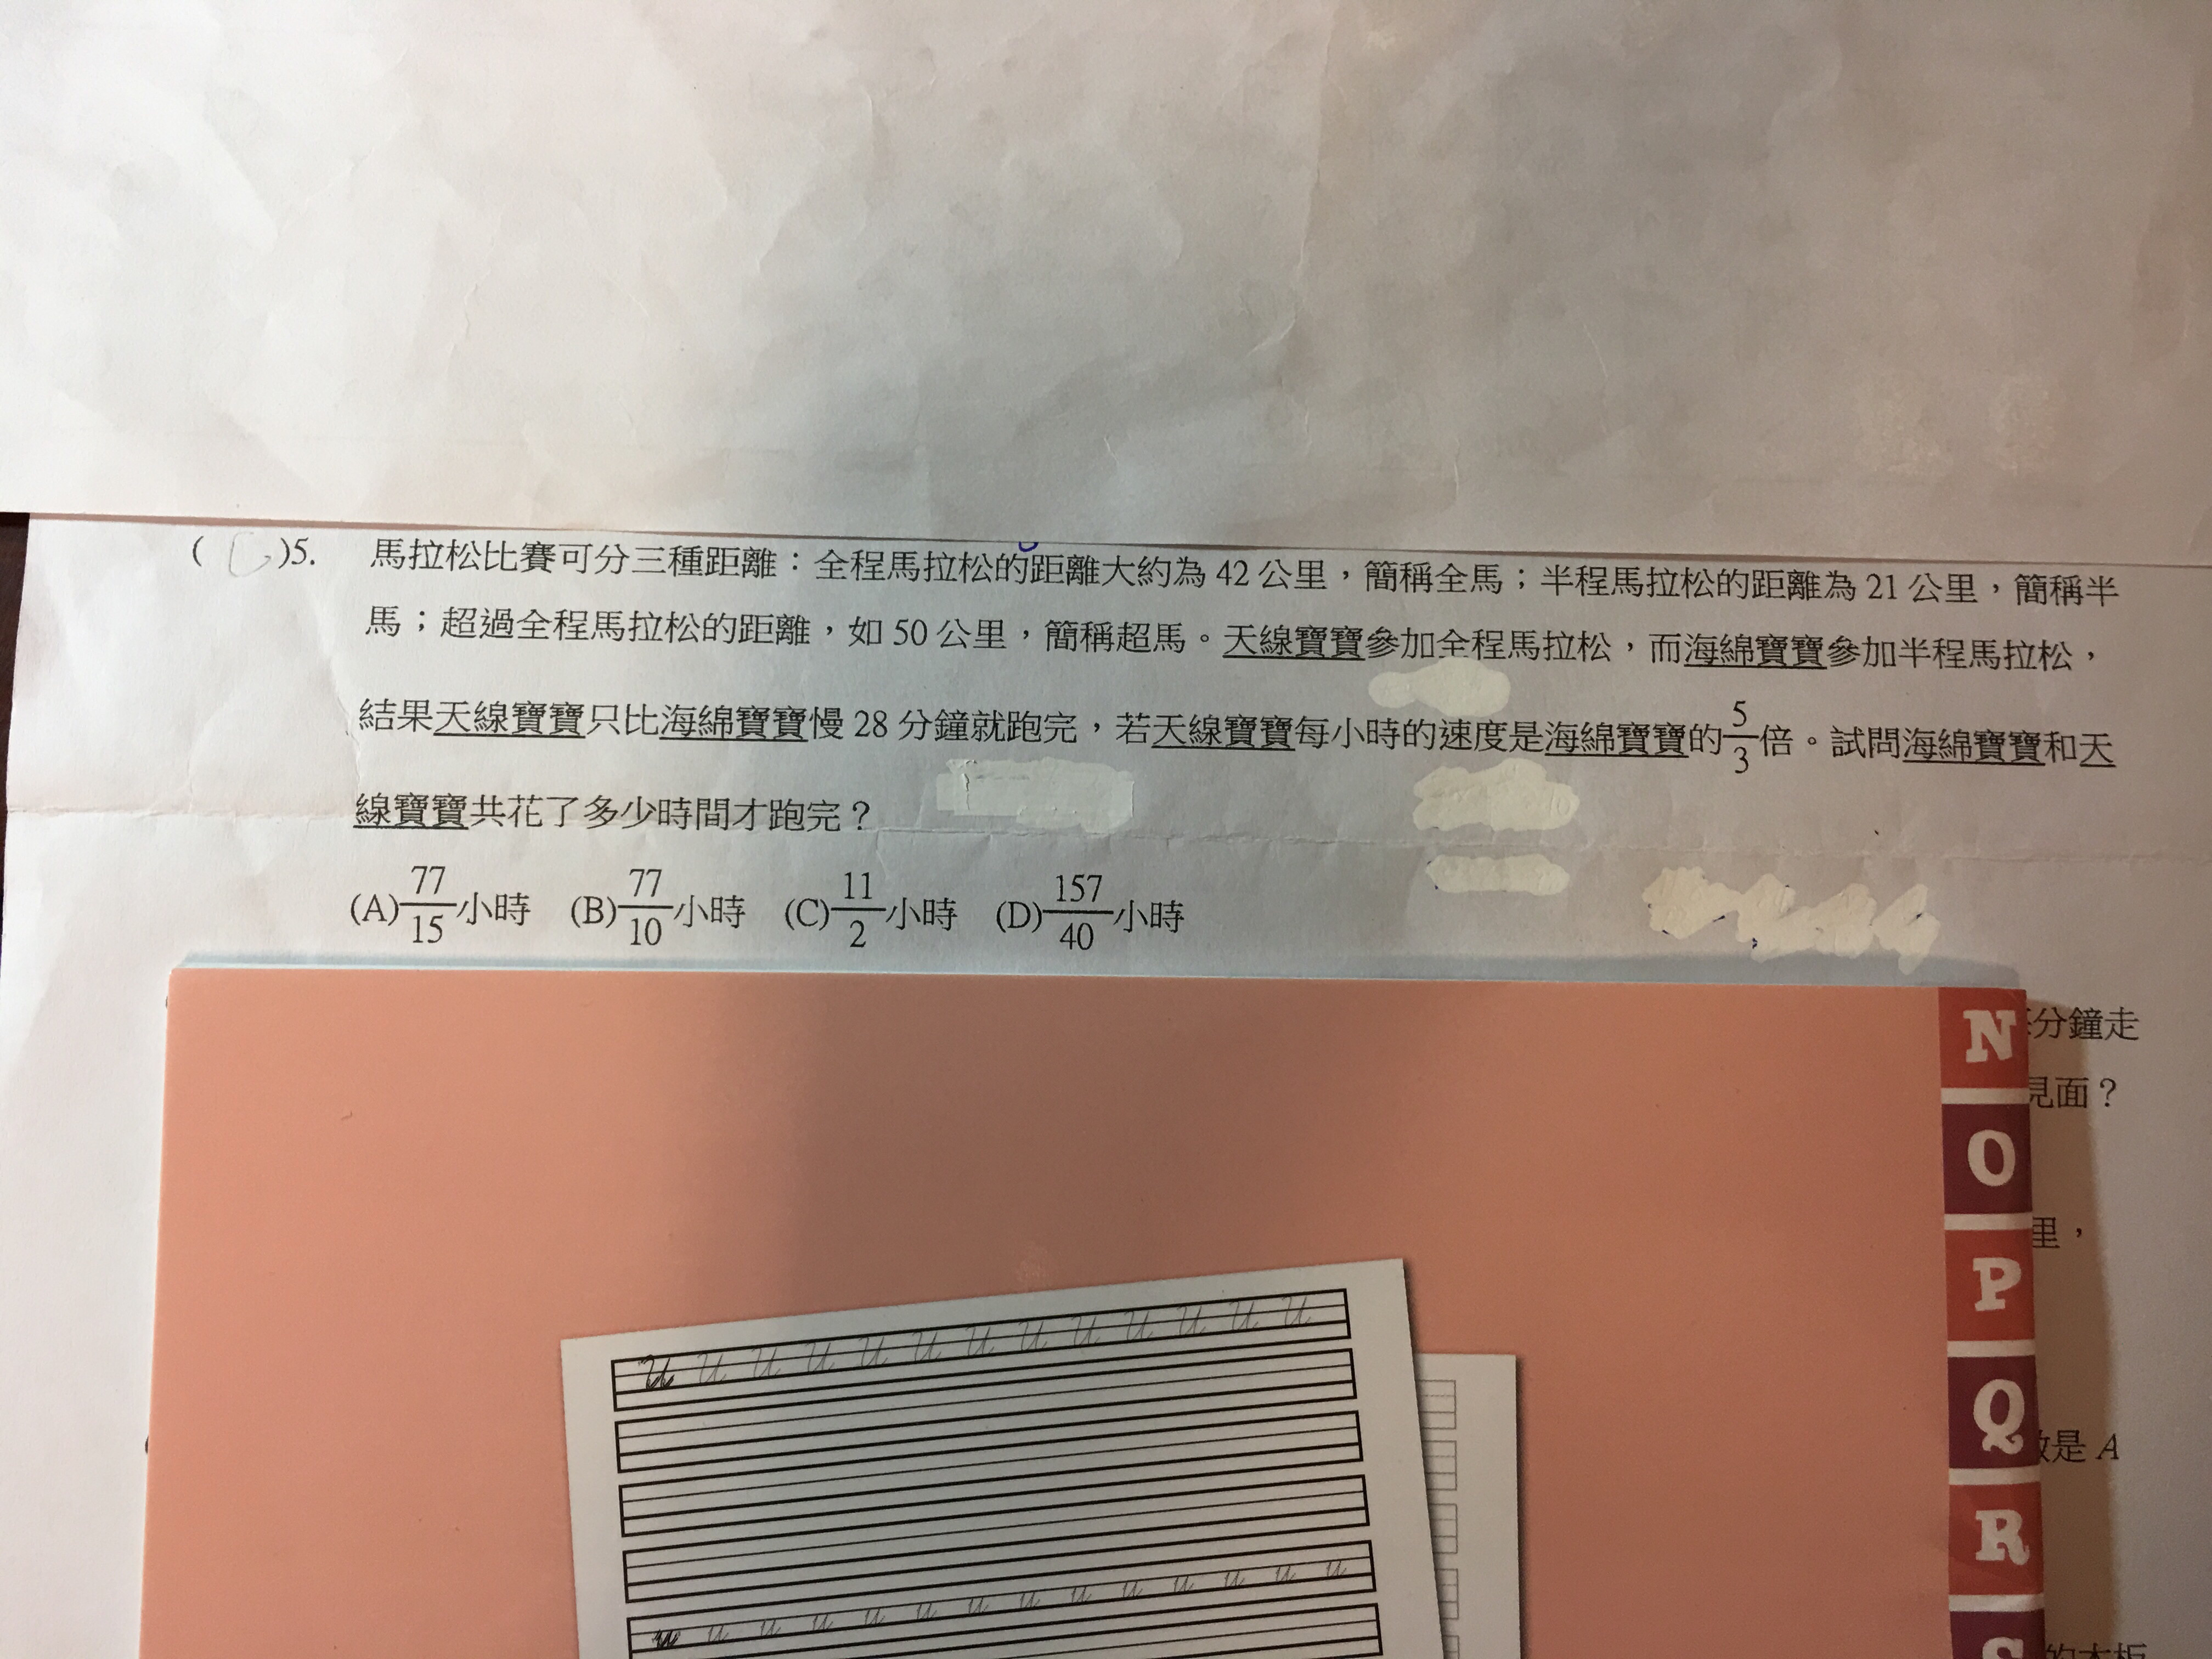 ( )5. 馬拉松比賽可分三種距離：全程馬拉松的距離大約為 42 公里，簡稱全馬；半程馬拉松的距離為 21 公里，簡稱半
馬；超過全程馬拉松的距離，如 50 公里，簡稱超馬。天線寶寶參加全程馬拉松，而海綿寶寶參加半程馬拉松，
結果天線寶寶只比海綿寶寶慢 28 分鐘就跑完，若天線寶寶每小時的速度是海綿寶寶的 5/3 倍。試問海綿寶寶和天
線寶寶共花了多少時間才跑完？
(A) 77/15 小時 (B) 77/10 小時 (C) 11/2 小時 (D) 157/40 小時
分鐘走
見面？
里，
是 A
N
O
P
Q
R
S
u u u u u u u u u u u u u
u u u u u u u u u u u u u